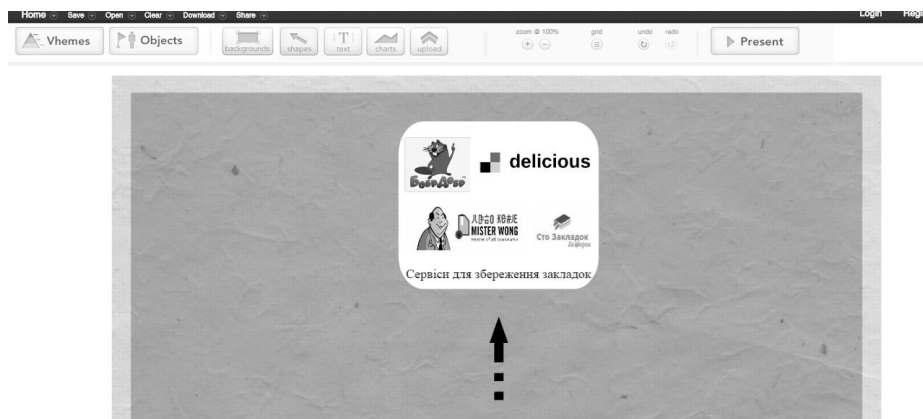 Home Save Open Clear Download Share Login
Vhemes Objects backgrounds shapes text charts upload zoom @ 100% grid undo redo Present
БобрДобр delicious
MISTER WONG
Сто Закладок
Сервіси для збереження закладок